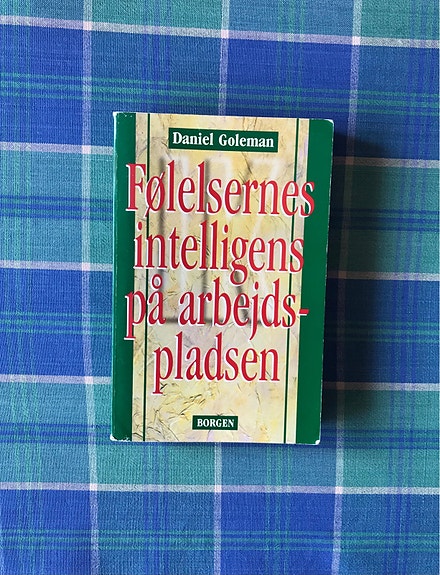 Daniel Goleman
Følelsernes
intelligens
på arbejds-
pladsen
BORGEN